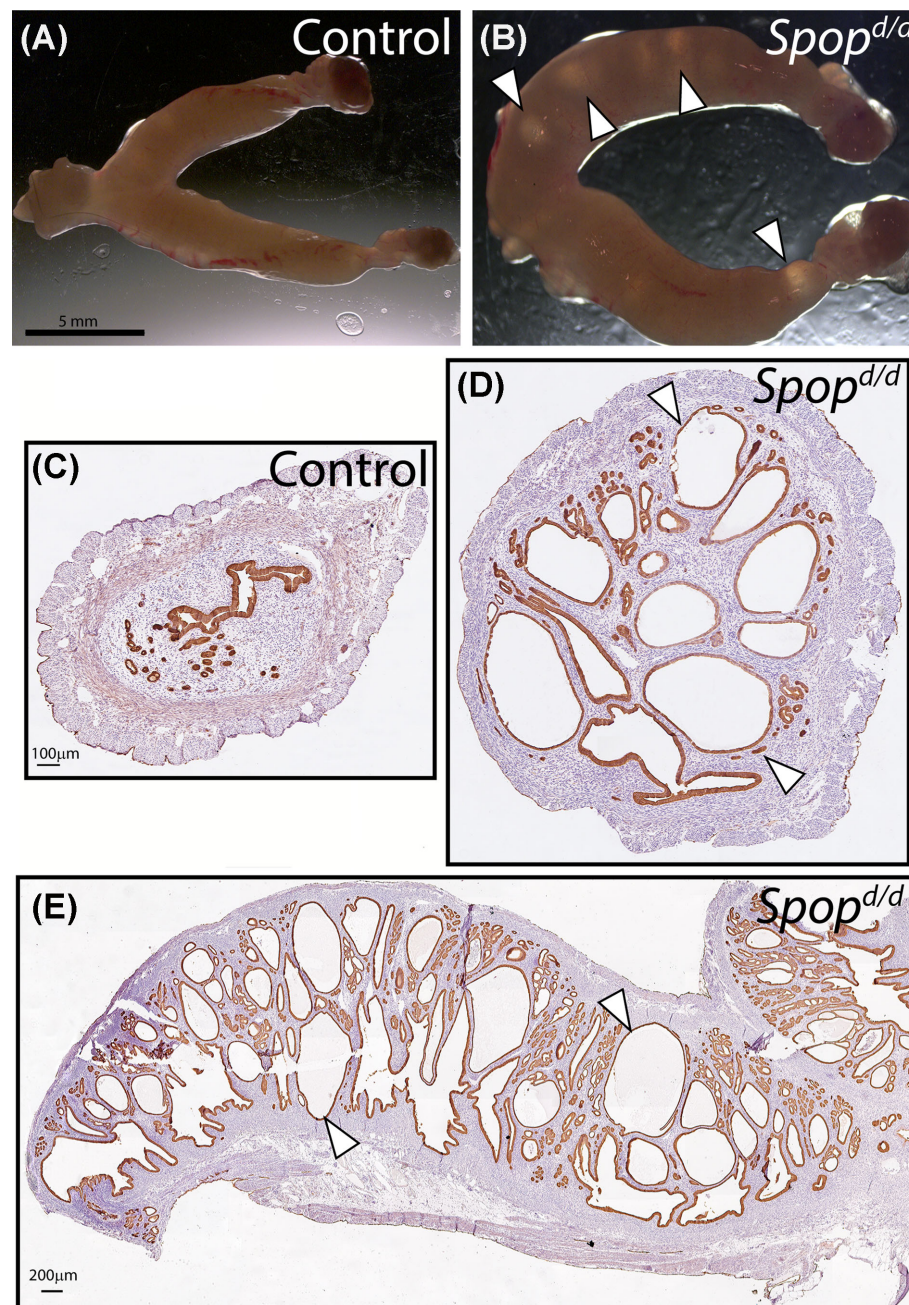 (A) Control
5 mm
(B) Spop^d/d
(C) Control
100μm
(D) Spop^d/d
(E) Spop^d/d
200μm